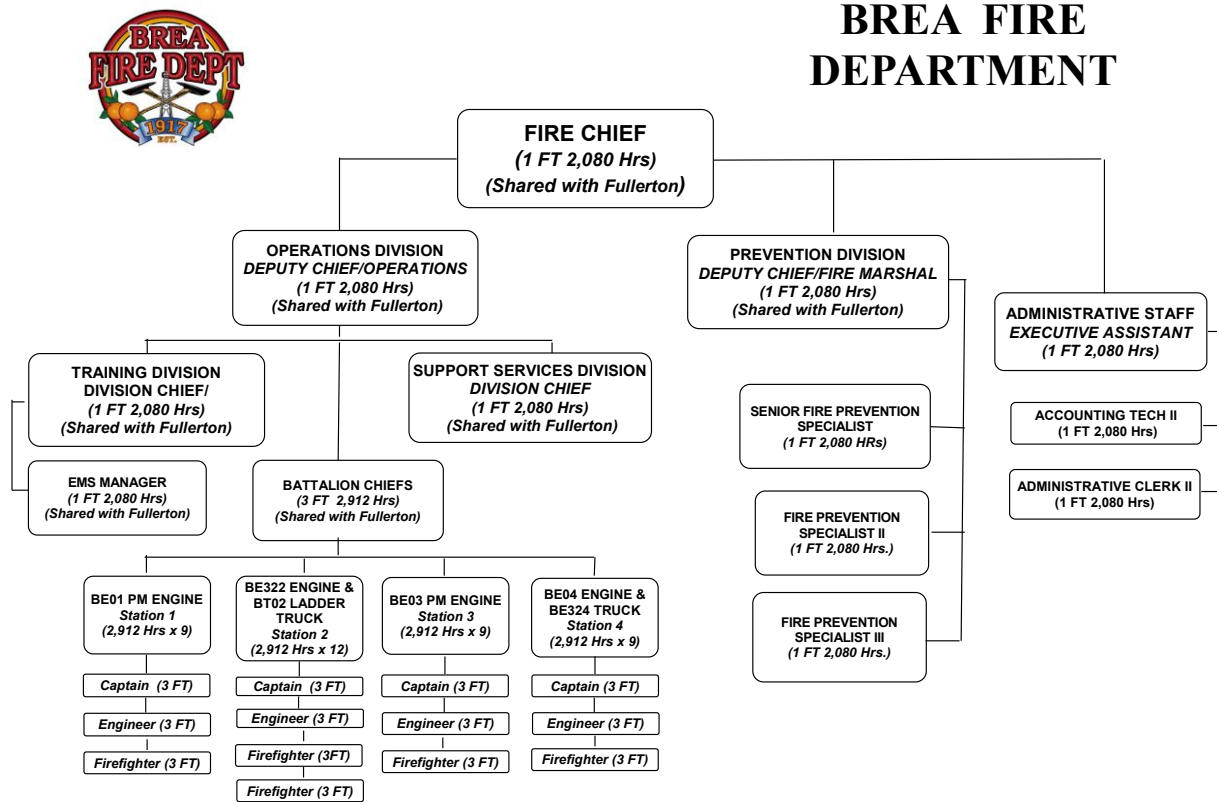 BREA
FIRE DEPT
1917
EST.
BREA FIRE
DEPARTMENT
FIRE CHIEF
(1 FT 2,080 Hrs)
(Shared with Fullerton)
OPERATIONS DIVISION
DEPUTY CHIEF/OPERATIONS
(1 FT 2,080 Hrs)
(Shared with Fullerton)
PREVENTION DIVISION
DEPUTY CHIEF/FIRE MARSHAL
(1 FT 2,080 Hrs)
(Shared with Fullerton)
ADMINISTRATIVE STAFF
EXECUTIVE ASSISTANT
(1 FT 2,080 Hrs)
TRAINING DIVISION
DIVISION CHIEF/
(1 FT 2,080 Hrs)
(Shared with Fullerton)
SUPPORT SERVICES DIVISION
DIVISION CHIEF
(1 FT 2,080 Hrs)
(Shared with Fullerton)
SENIOR FIRE PREVENTION
SPECIALIST
(1 FT 2,080 HRs)
ACCOUNTING TECH II
(1 FT 2,080 Hrs)
EMS MANAGER
(1 FT 2,080 Hrs)
(Shared with Fullerton)
BATTALION CHIEFS
(3 FT 2,912 Hrs)
(Shared with Fullerton)
ADMINISTRATIVE CLERK II
(1 FT 2,080 Hrs)
FIRE PREVENTION
SPECIALIST II
(1 FT 2,080 Hrs.)
FIRE PREVENTION
SPECIALIST III
(1 FT 2,080 Hrs.)
BE01 PM ENGINE
Station 1
(2,912 Hrs x 9)
BE322 ENGINE &
BT02 LADDER
TRUCK
Station 2
(2,912 Hrs x 12)
BE03 PM ENGINE
Station 3
(2,912 Hrs x 9)
BE04 ENGINE &
BE324 TRUCK
Station 4
(2,912 Hrs x 9)
Captain (3 FT)
Engineer (3 FT)
Firefighter (3 FT)
Captain (3 FT)
Engineer (3 FT)
Firefighter (3FT)
Firefighter (3 FT)
Captain (3 FT)
Engineer (3 FT)
Firefighter (3 FT)
Captain (3 FT)
Engineer (3 FT)
Firefighter (3 FT)